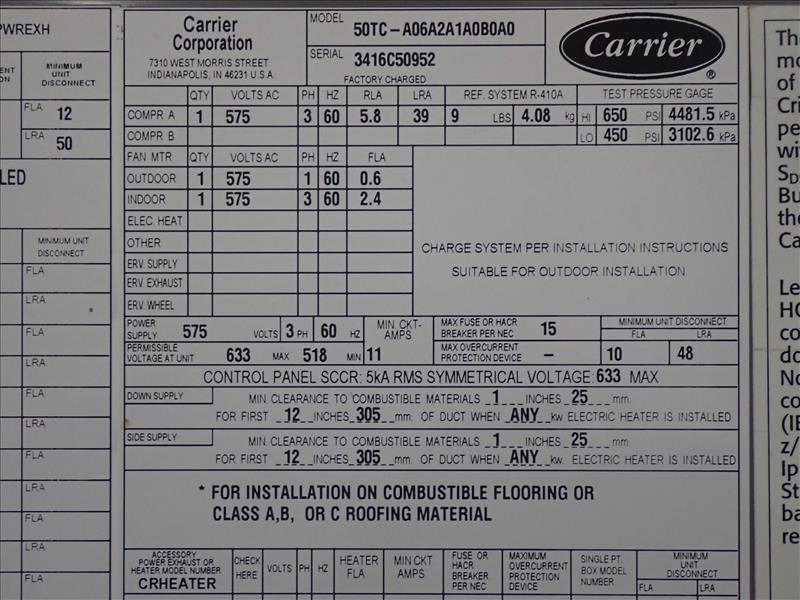 PWREXH
MINIMUM
UNIT
DISCONNECT
FLA 12
LRA 50
LED
MINIMUM UNIT
DISCONNECT
FLA
LRA
FLA
LRA
FLA
LRA
FLA
LRA
FLA
LRA
FLA
Carrier
Corporation
7310 WEST MORRIS STREET
INDIANAPOLIS, IN 46231 U.S.A.
MODEL 50TC-A06A2A1A0B0A0
SERIAL 3416C50952
FACTORY CHARGED
Carrier ®
QTY VOLTS AC PH HZ RLA LRA REF. SYSTEM R-410A TEST PRESSURE GAGE
COMPR A 1 575 3 60 5.8 39 9 LBS 4.08 kg HI 650 PSI 4481.5 kPa
COMPR B LO 450 PSI 3102.6 kPa
FAN MTR QTY VOLTS AC PH HZ FLA
OUTDOOR 1 575 1 60 0.6
INDOOR 1 575 3 60 2.4
ELEC. HEAT
OTHER
ERV. SUPPLY
ERV. EXHAUST
ERV. WHEEL
CHARGE SYSTEM PER INSTALLATION INSTRUCTIONS
SUITABLE FOR OUTDOOR INSTALLATION
POWER SUPPLY 575 VOLTS 3 PH 60 HZ MIN. CKT-AMPS MAX FUSE OR HACR BREAKER PER NEC 15 MINIMUM UNIT DISCONNECT
FLA LRA
PERMISSIBLE VOLTAGE AT UNIT 633 MAX 518 MIN 11 MAX OVERCURRENT PROTECTION DEVICE – 10 48
CONTROL PANEL SCCR: 5kA RMS SYMMETRICAL VOLTAGE: 633 MAX
DOWN SUPPLY MIN. CLEARANCE TO COMBUSTIBLE MATERIALS 1 INCHES 25 mm.
FOR FIRST 12 INCHES 305 mm. OF DUCT WHEN ANY kw ELECTRIC HEATER IS INSTALLED
SIDE SUPPLY MIN. CLEARANCE TO COMBUSTIBLE MATERIALS 1 INCHES 25 mm.
FOR FIRST 12 INCHES 305 mm. OF DUCT WHEN ANY kw ELECTRIC HEATER IS INSTALLED
* FOR INSTALLATION ON COMBUSTIBLE FLOORING OR
CLASS A,B, OR C ROOFING MATERIAL
ACCESSORY
POWER EXHAUST OR
HEATER MODEL NUMBER
CHECK
HERE
VOLTS PH HZ
HEATER
FLA
MIN CKT
AMPS
FUSE OR
HACR
BREAKER
PER NEC
MAXIMUM
OVERCURRENT
PROTECTION
DEVICE
SINGLE PT.
BOX MODEL
NUMBER
MINIMUM
UNIT
DISCONNECT
FLA LRA
CRHEATER